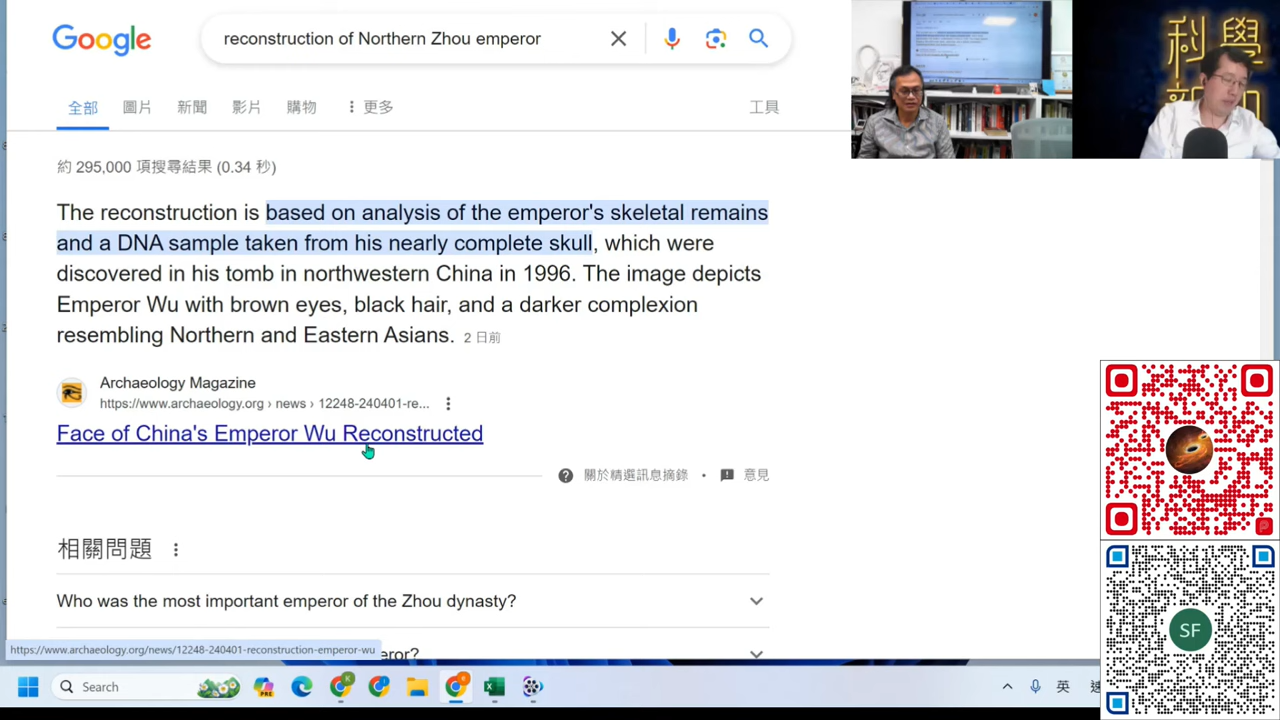 Google
reconstruction of Northern Zhou emperor
全部
圖片
新聞
影片
購物
更多
工具
約 295,000 項搜尋結果 (0.34 秒)
The reconstruction is based on analysis of the emperor's skeletal remains
and a DNA sample taken from his nearly complete skull, which were
discovered in his tomb in northwestern China in 1996. The image depicts
Emperor Wu with brown eyes, black hair, and a darker complexion
resembling Northern and Eastern Asians. 2 日前
Archaeology Magazine
https://www.archaeology.org › news › 12248-240401-re...
Face of China's Emperor Wu Reconstructed
關於精選訊息摘錄 • 意見
相關問題
Who was the most important emperor of the Zhou dynasty?
eror?
https://www.archaeology.org/news/12248-240401-reconstruction-emperor-wu
Search
英
SF
科學